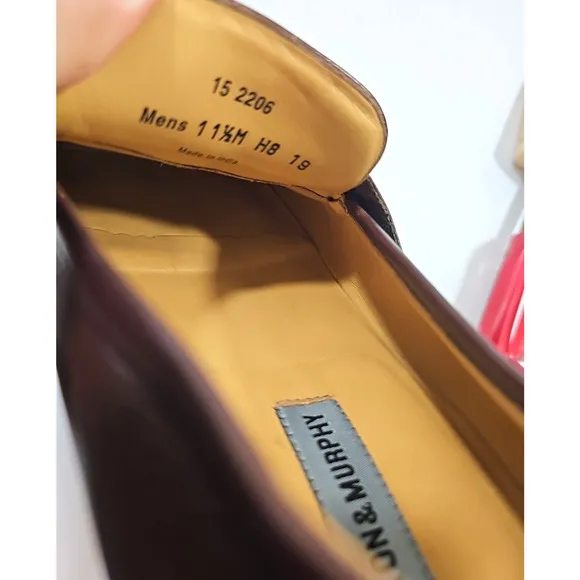 15 2206
Mens 11½M H8 19
Made in India
ON & MURPHY